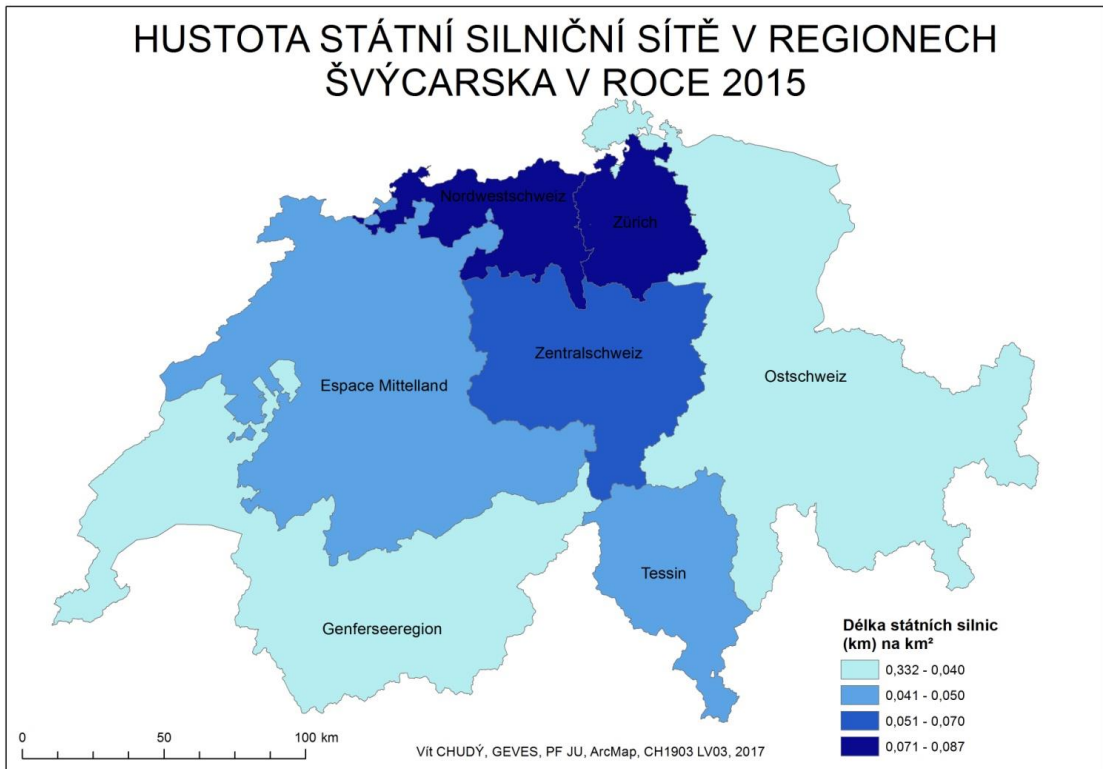 HUSTOTA STÁTNÍ SILNIČNÍ SÍTĚ V REGIONECH
ŠVÝCARSKA V ROCE 2015
Nordwestschweiz
Zürich
Zentralschweiz
Espace Mittelland
Ostschweiz
Tessin
Genferseeregion
Délka státních silnic
(km) na km²
0,332 - 0,040
0,041 - 0,050
0,051 - 0,070
0,071 - 0,087
0 50 100 km
Vít CHUDÝ, GEVES, PF JU, ArcMap, CH1903 LV03, 2017